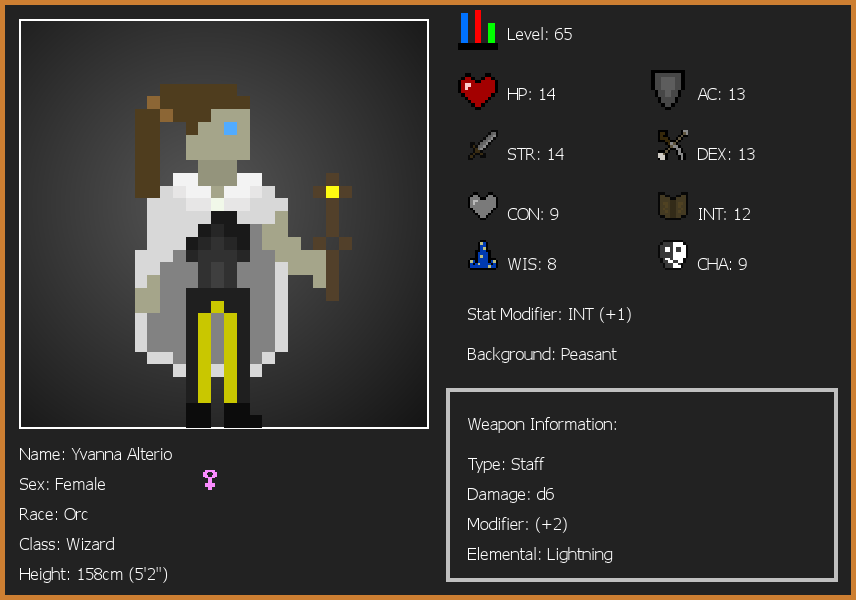 Level: 65
HP: 14
AC: 13
STR: 14
DEX: 13
CON: 9
INT: 12
WIS: 8
CHA: 9
Stat Modifier: INT (+1)
Background: Peasant
Weapon Information:
Type: Staff
Damage: d6
Modifier: (+2)
Elemental: Lightning
Name: Yvanna Alterio
Sex: Female
Race: Orc
Class: Wizard
Height: 158cm (5'2")